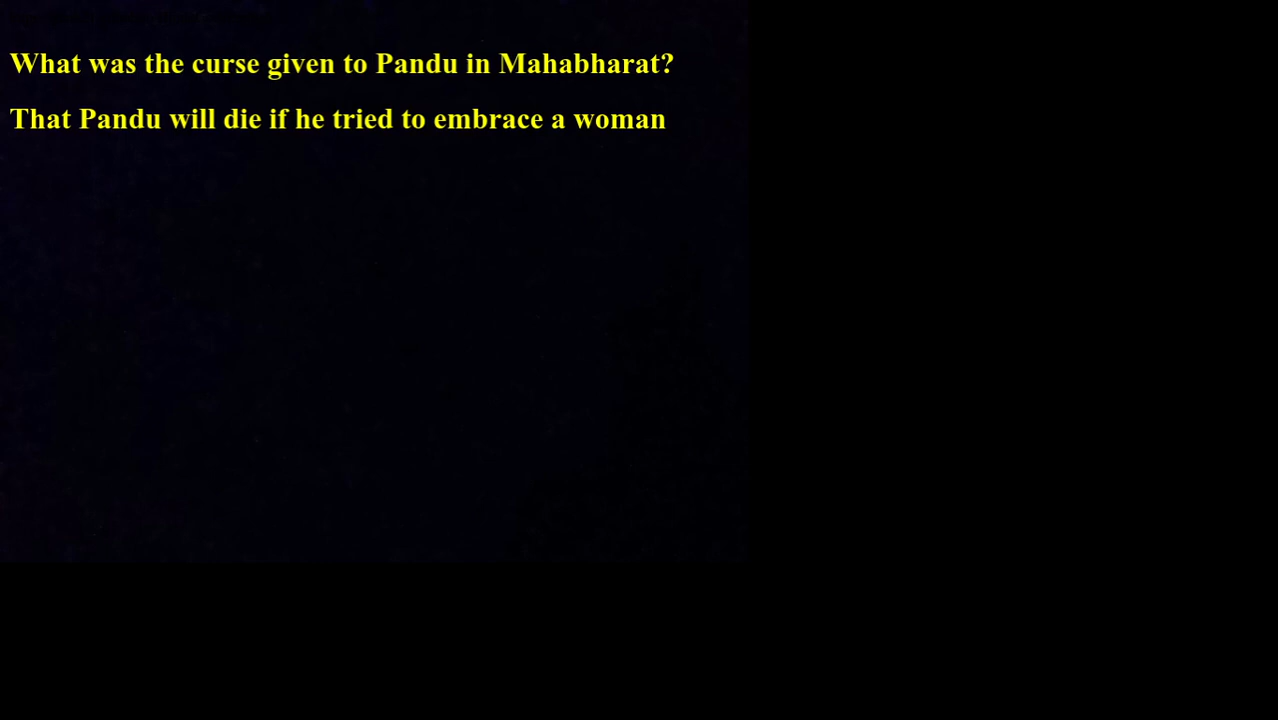 What was the curse given to Pandu in Mahabharat?
That Pandu will die if he tried to embrace a woman